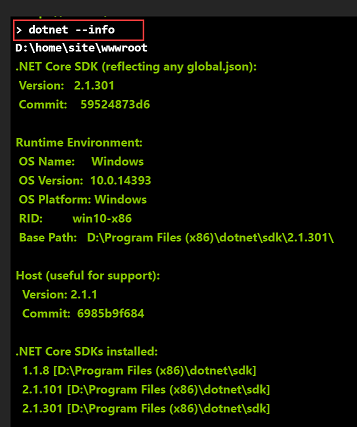 > dotnet --info
D:\home\site\wwwroot
.NET Core SDK (reflecting any global.json):
Version: 2.1.301
Commit: 59524873d6
Runtime Environment:
OS Name: Windows
OS Version: 10.0.14393
OS Platform: Windows
RID: win10-x86
Base Path: D:\Program Files (x86)\dotnet\sdk\2.1.301\
Host (useful for support):
Version: 2.1.1
Commit: 6985b9f684
.NET Core SDKs installed:
1.1.8 [D:\Program Files (x86)\dotnet\sdk]
2.1.101 [D:\Program Files (x86)\dotnet\sdk]
2.1.301 [D:\Program Files (x86)\dotnet\sdk]